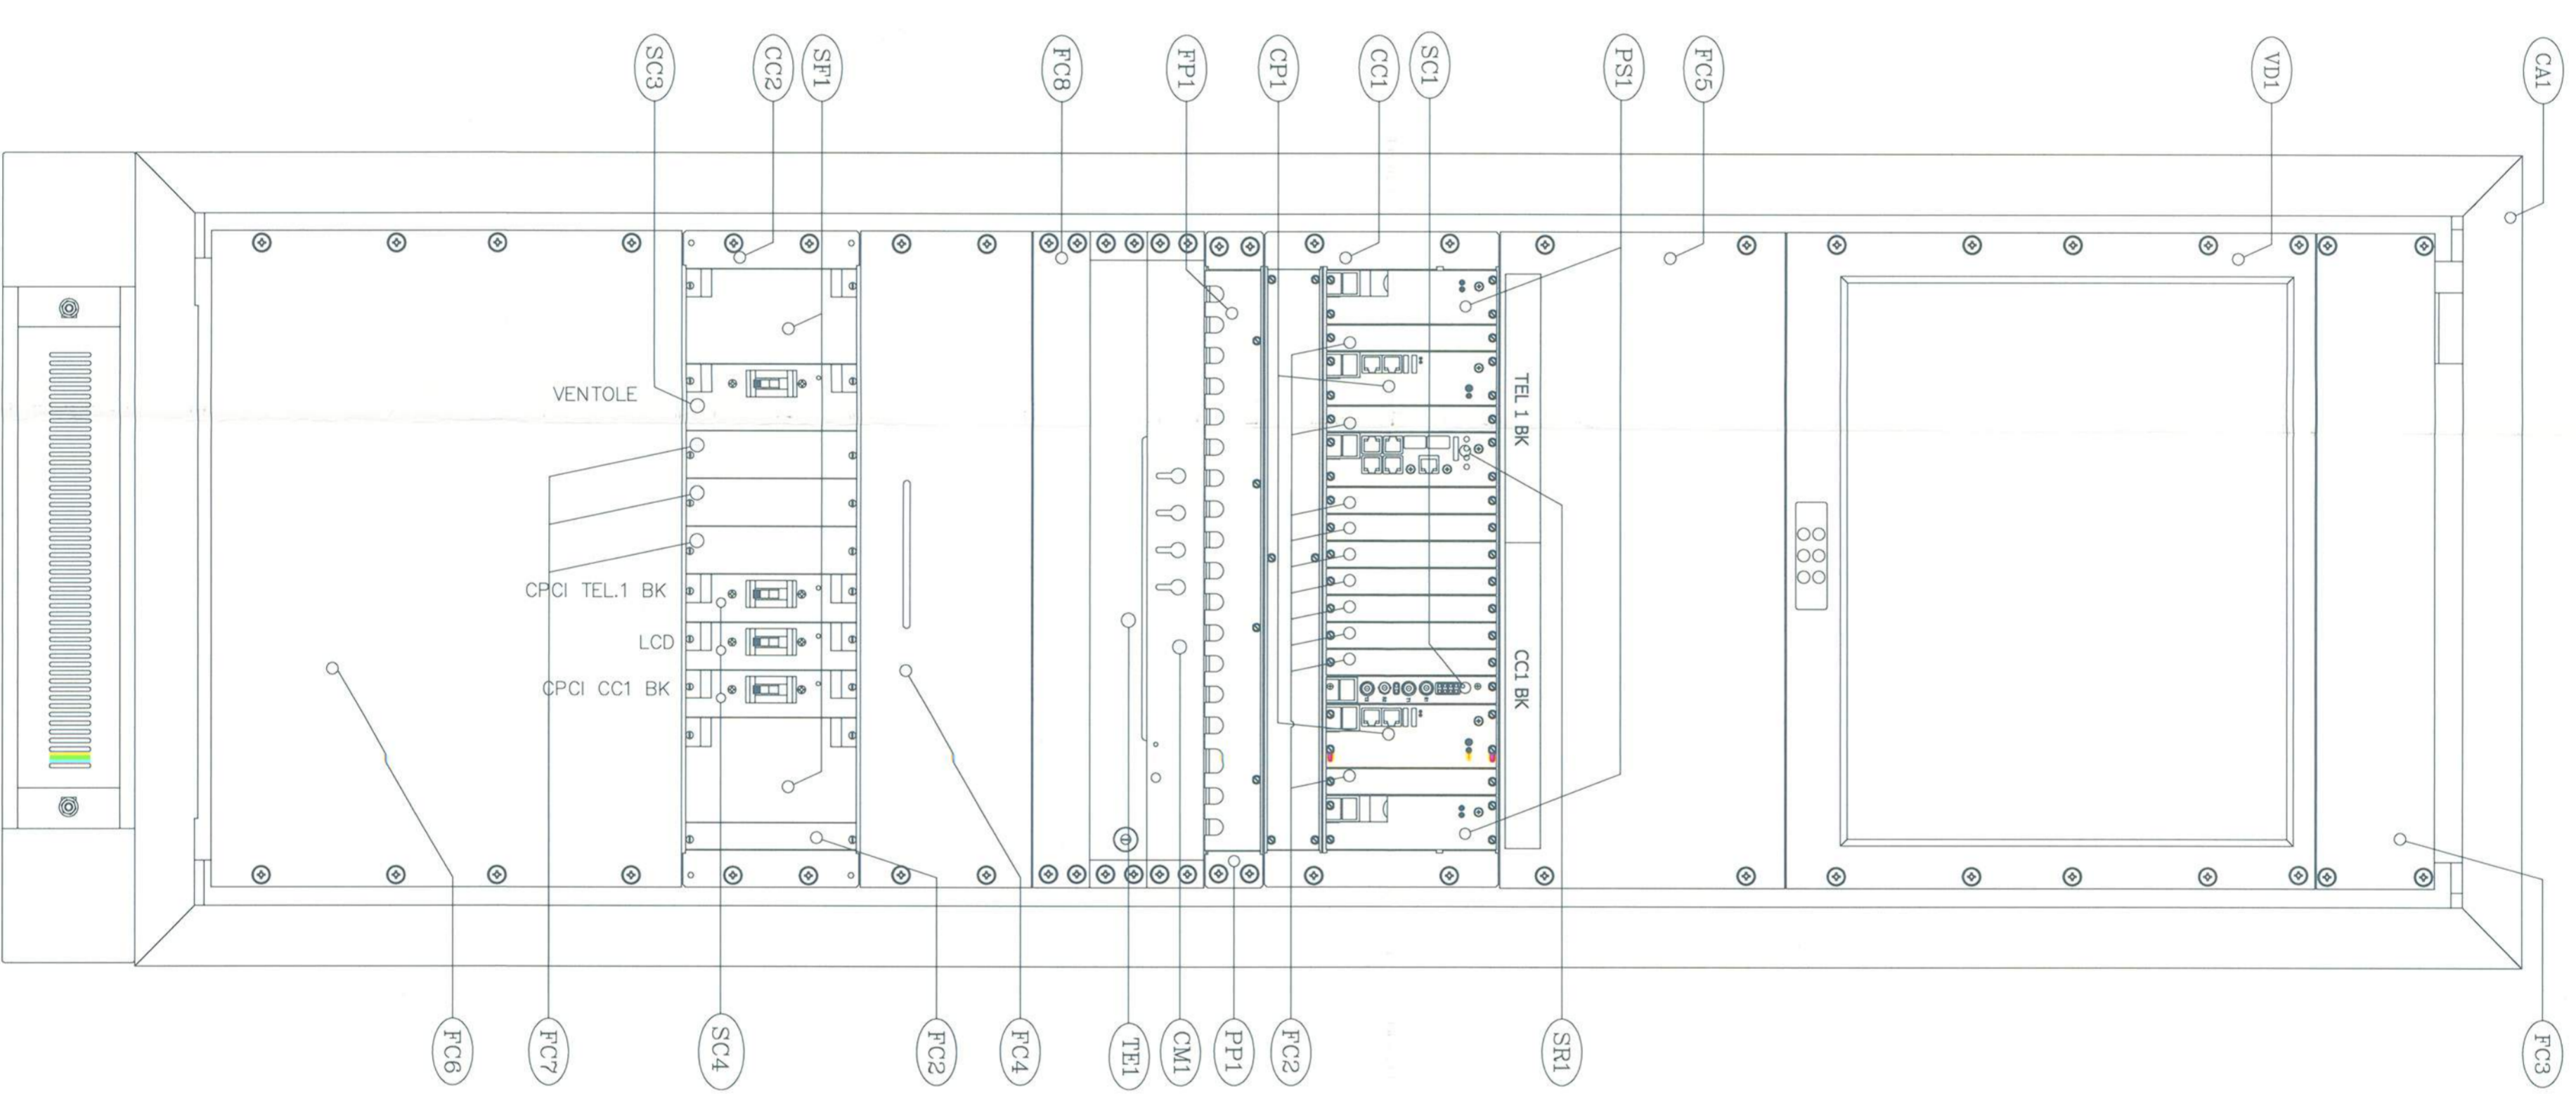 SC3
CC2
SF1
FC8
FP1
CP1
CC1
SC1
PS1
FC5
VD1
CA1
VENTOLE
CPCI TEL.1 BK
LCD
CPCI CC1 BK
TEL 1 BK
CC1 BK
FC6
FC7
SC4
FC2
FC4
TE1
CM1
PP1
FC2
SR1
FC3